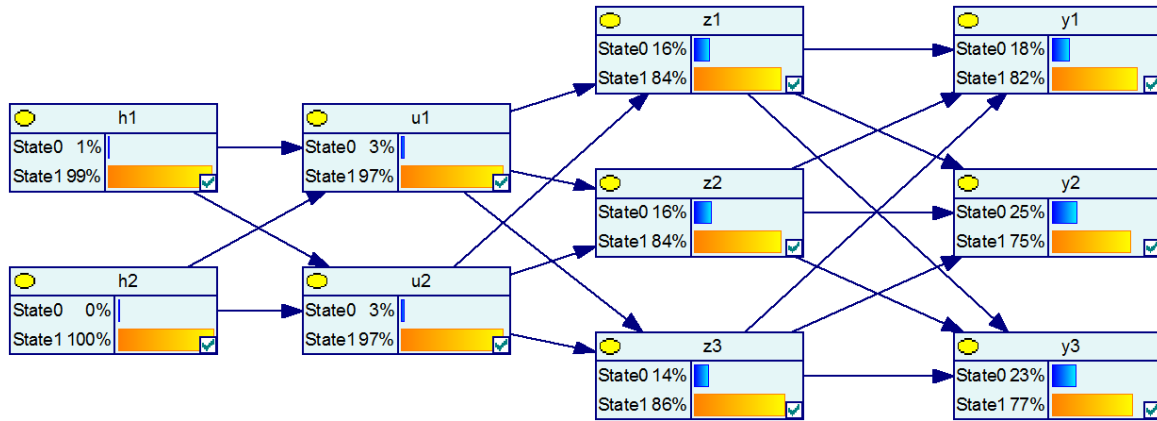 h1
State0 1%
State1 99%
h2
State0 0%
State1 100%
u1
State0 3%
State1 97%
u2
State0 3%
State1 97%
z1
State0 16%
State1 84%
z2
State0 16%
State1 84%
z3
State0 14%
State1 86%
y1
State0 18%
State1 82%
y2
State0 25%
State1 75%
y3
State0 23%
State1 77%